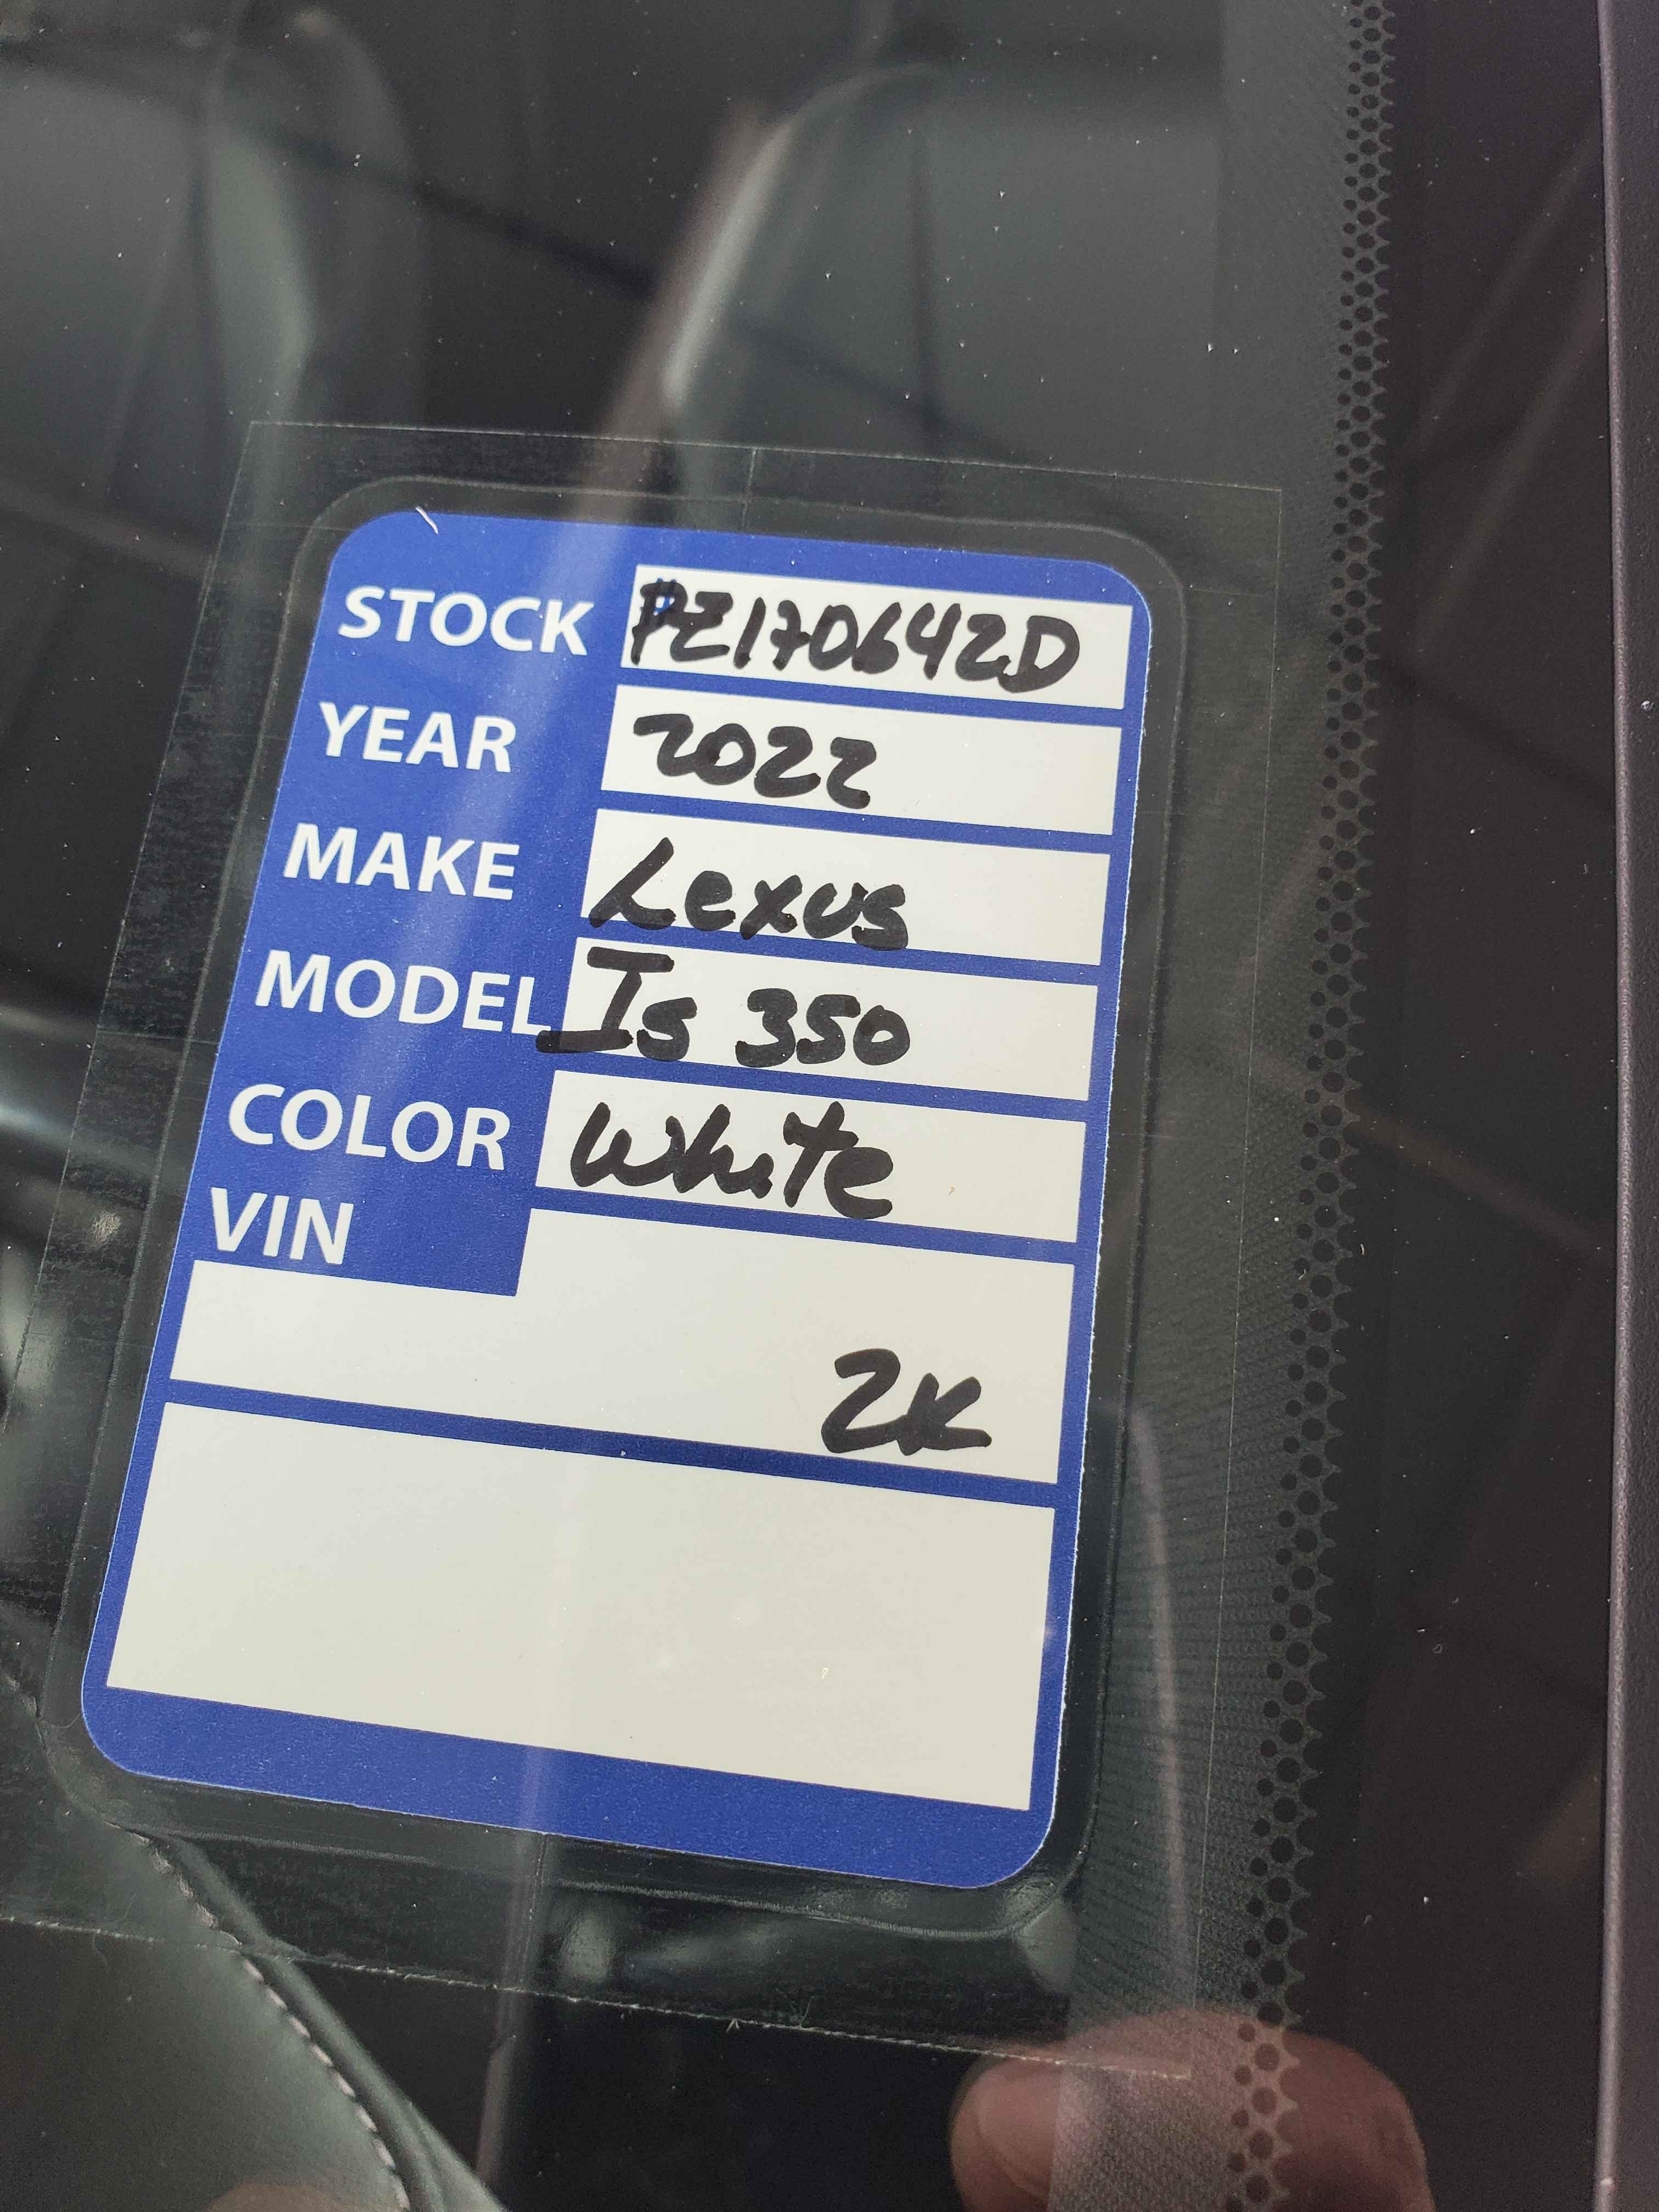 STOCK # PZ170642D
YEAR 2022
MAKE Lexus
MODEL Is 350
COLOR White
VIN
2K